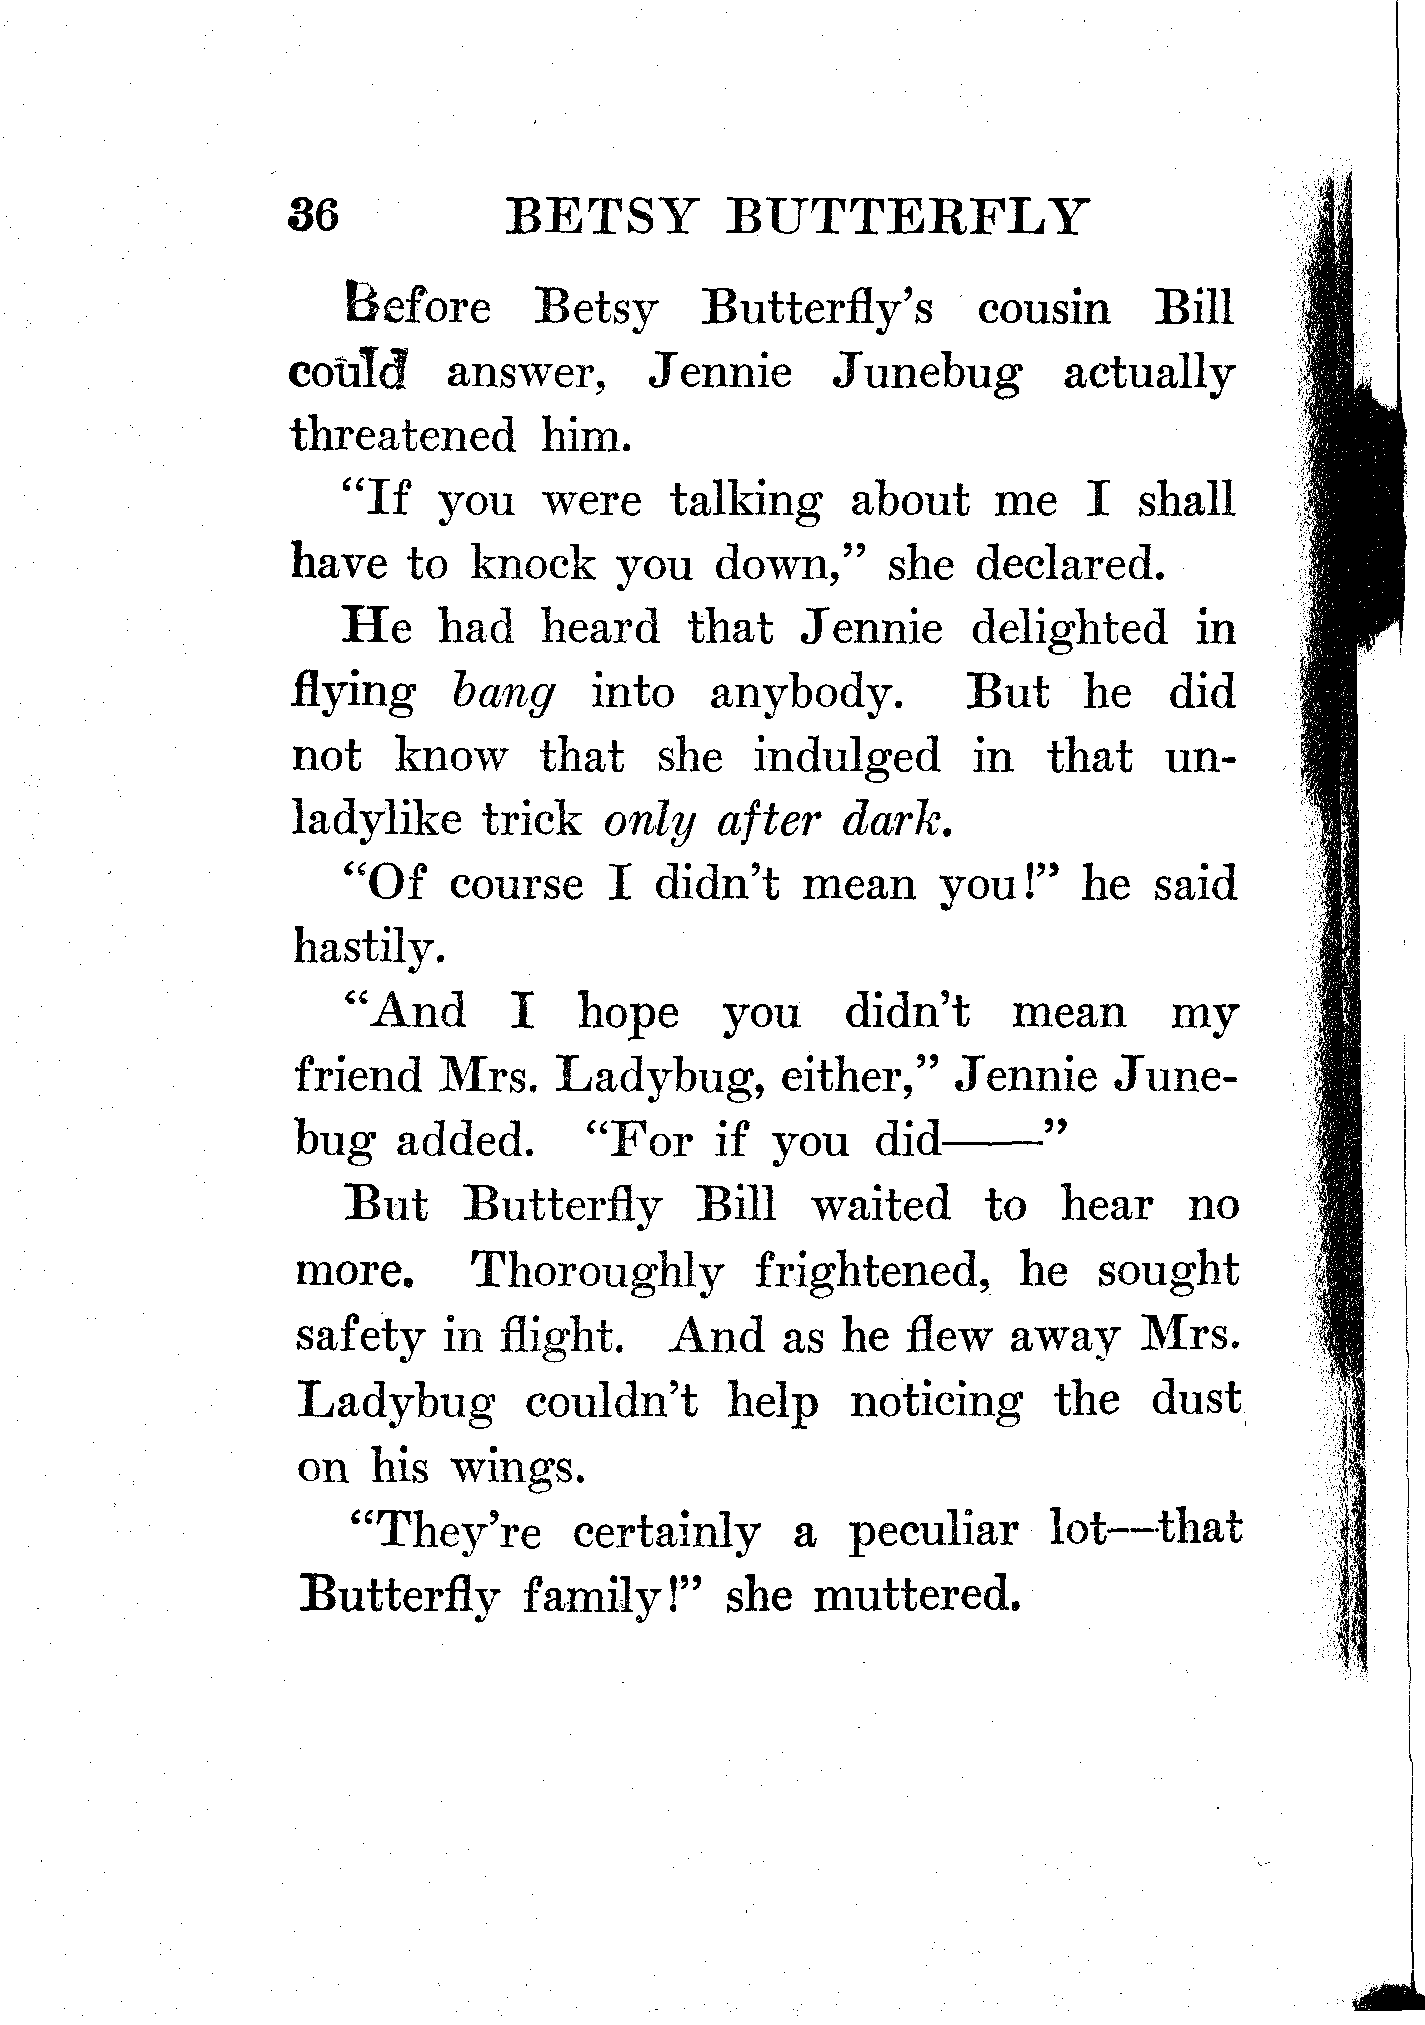 36 BETSY BUTTERFLY
Before Betsy Butterfly’s cousin Bill
could answer, Jennie Junebug actually
threatened him.
“If you were talking about me I shall
have to knock you down,” she declared.
He had heard that Jennie delighted in
flying bang into anybody. But he did
not know that she indulged in that un-
ladylike trick only after dark.
“Of course I didn’t mean you!” he said
hastily.
“And I hope you didn’t mean my
friend Mrs. Ladybug, either,” Jennie June-
bug added. “For if you did——”
But Butterfly Bill waited to hear no
more. Thoroughly frightened, he sought
safety in flight. And as he flew away Mrs.
Ladybug couldn’t help noticing the dust
on his wings.
“They’re certainly a peculiar lot—that
Butterfly family!” she muttered.